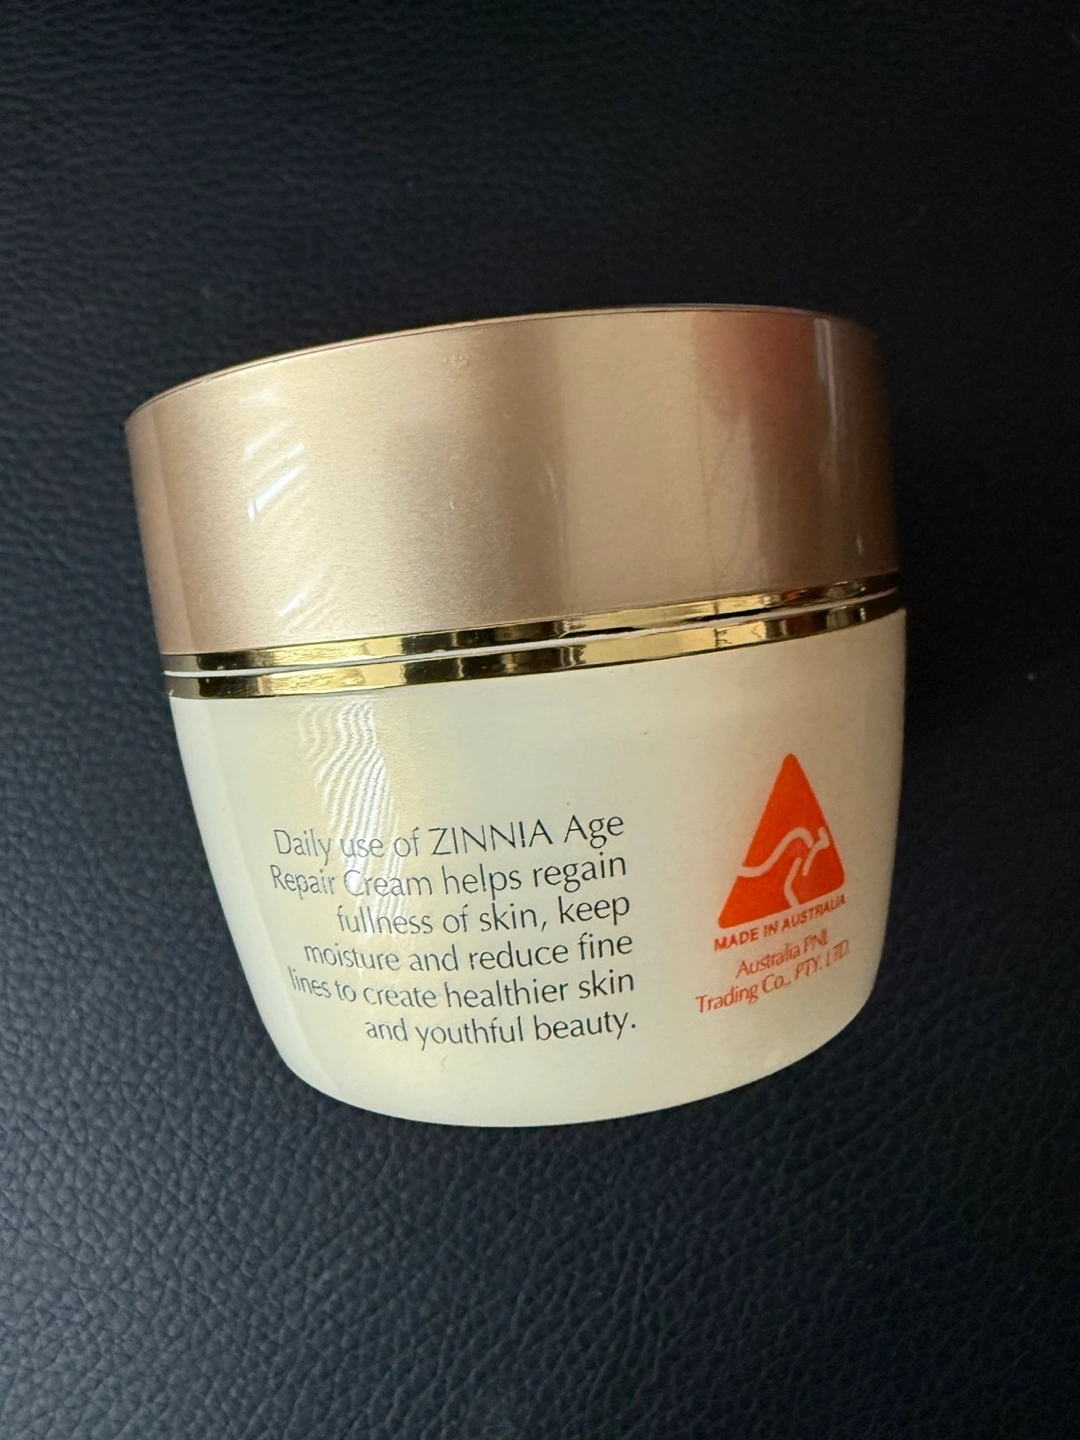 Daily use of ZINNIA Age
Repair Cream helps regain
fullness of skin, keep
moisture and reduce fine
lines to create healthier skin
and youthful beauty.
MADE IN AUSTRALIA
Australia PNL
Trading Co., PTY. LTD.